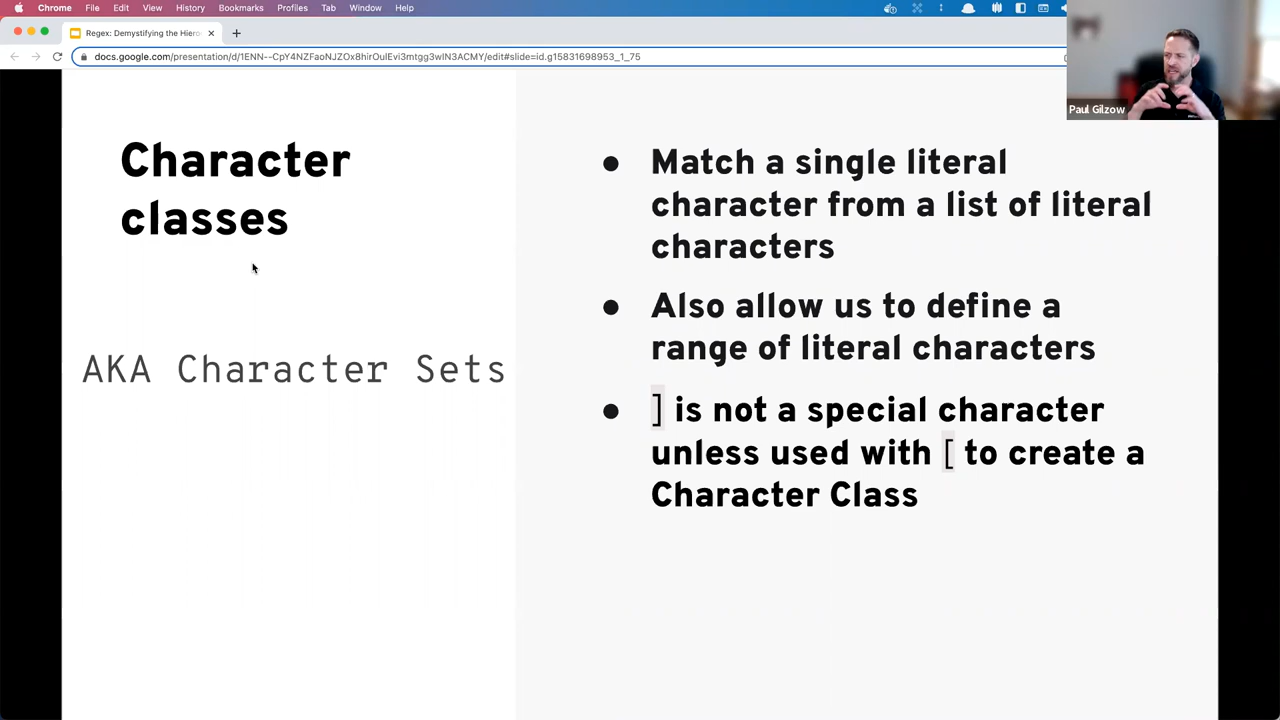 Chrome File Edit View History Bookmarks Profiles Tab Window Help
Regex: Demystifying the Hiero
docs.google.com/presentation/d/1ENN--CpY4NZFaoNJZOx8hirOulEvi3mtgg3wlN3ACMY/edit#slide=id.g15831698953_1_75
Paul Gilzow
Character
classes
AKA Character Sets
● Match a single literal
character from a list of literal
characters
● Also allow us to define a
range of literal characters
● ] is not a special character
unless used with [ to create a
Character Class